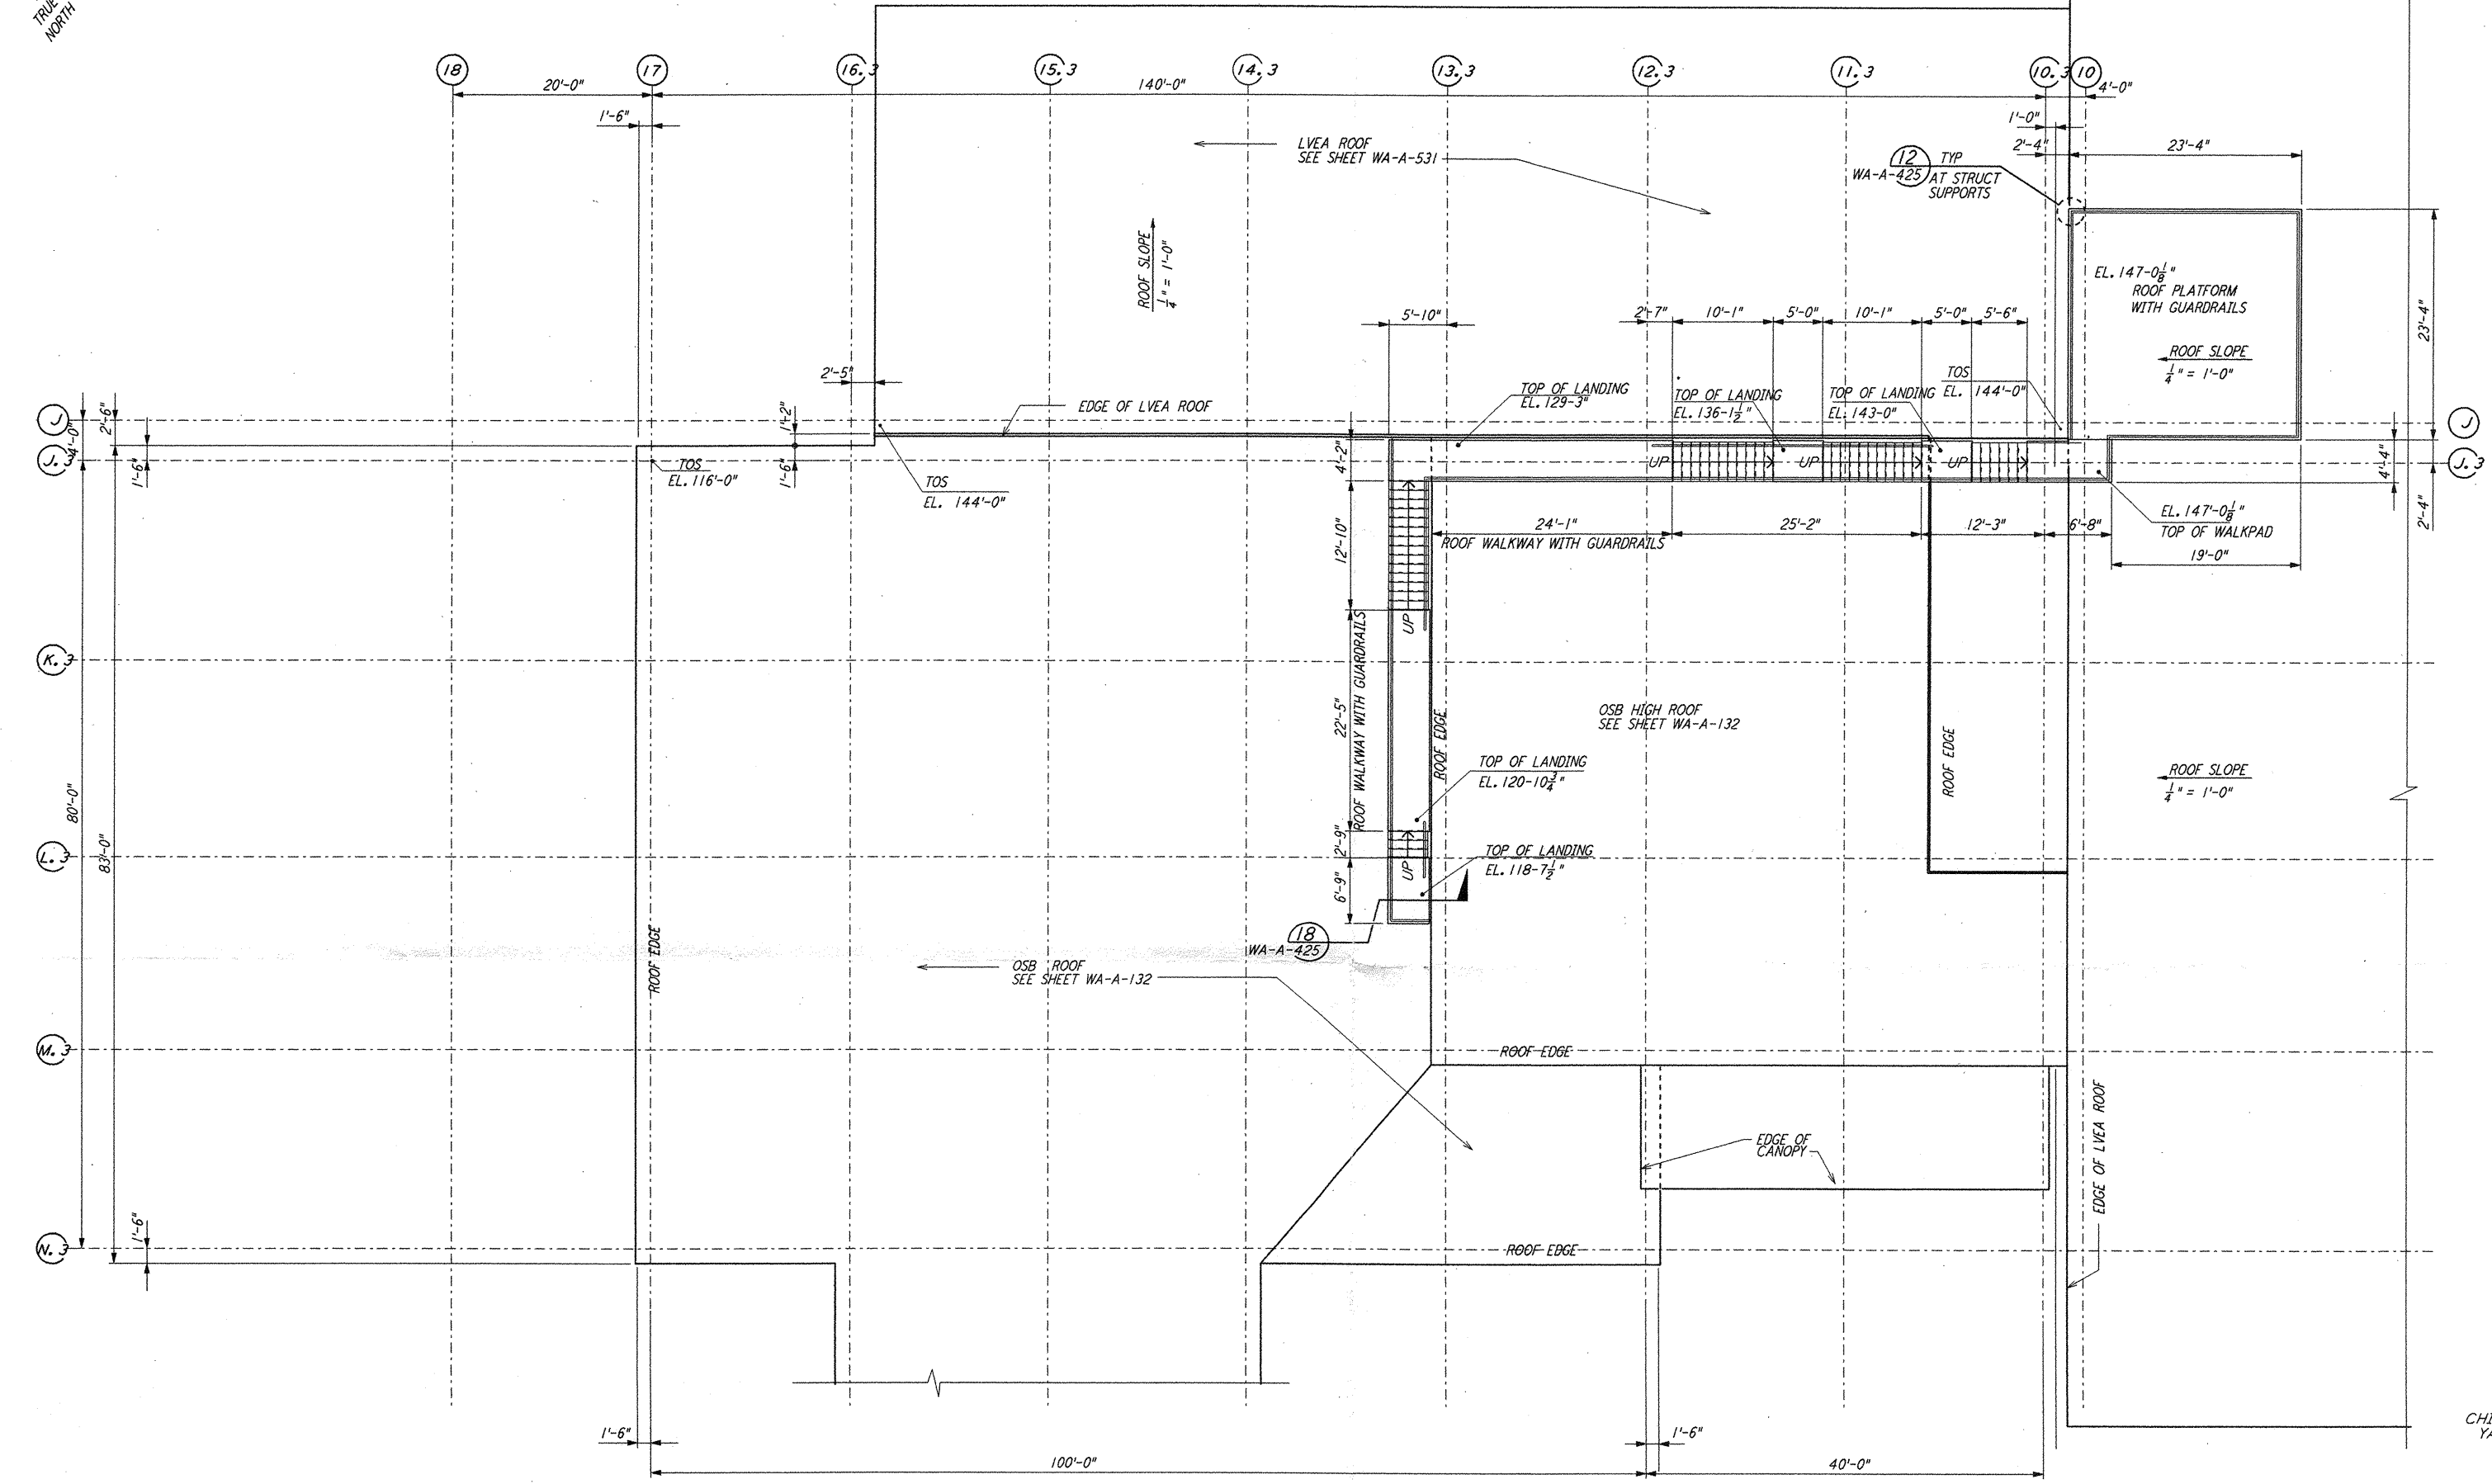 TRUE
NORTH
18
17
16.3
15.3
14.3
13.3
12.3
11.3
10.3
10
20'-0"
140'-0"
4'-0"
1'-6"
1'-0"
2'-4"
23'-4"
LVEA ROOF
SEE SHEET WA-A-531
12
WA-A-425
TYP
AT STRUCT
SUPPORTS
ROOF SLOPE
1/4" = 1'-0"
EL. 147-0 1/8"
ROOF PLATFORM
WITH GUARDRAILS
ROOF SLOPE
1/4" = 1'-0"
23'-4"
5'-10"
2'-7"
10'-1"
5'-0"
10'-1"
5'-0"
5'-6"
2'-5"
TOP OF LANDING
EL. 129-3"
TOP OF LANDING
EL. 136-1 1/2"
TOP OF LANDING
EL. 143-0"
TOS
EL. 144'-0"
EDGE OF LVEA ROOF
J
J
2'-6"
4'-0"
1'-2"
J.3
J.3
1'-6"
1'-6"
TOS
EL. 116'-0"
TOS
EL. 144'-0"
4'-2"
UP
UP
UP
4'-4"
2'-4"
EL. 147'-0 1/8"
TOP OF WALKPAD
24'-1"
25'-2"
12'-3"
6'-8"
ROOF WALKWAY WITH GUARDRAILS
19'-0"
12'-10"
UP
K.3
22'-5"
ROOF WALKWAY WITH GUARDRAILS
ROOF EDGE
OSB HIGH ROOF
SEE SHEET WA-A-132
ROOF EDGE
TOP OF LANDING
EL. 120-10 3/4"
ROOF SLOPE
1/4" = 1'-0"
80'-0"
83'-0"
L.3
2'-9"
UP
TOP OF LANDING
EL. 118-7 1/2"
6'-9"
18
WA-A-425
ROOF EDGE
OSB ROOF
SEE SHEET WA-A-132
M.3
ROOF EDGE
EDGE OF
CANOPY
EDGE OF LVEA ROOF
1'-6"
N.3
ROOF EDGE
1'-6"
1'-6"
100'-0"
40'-0"